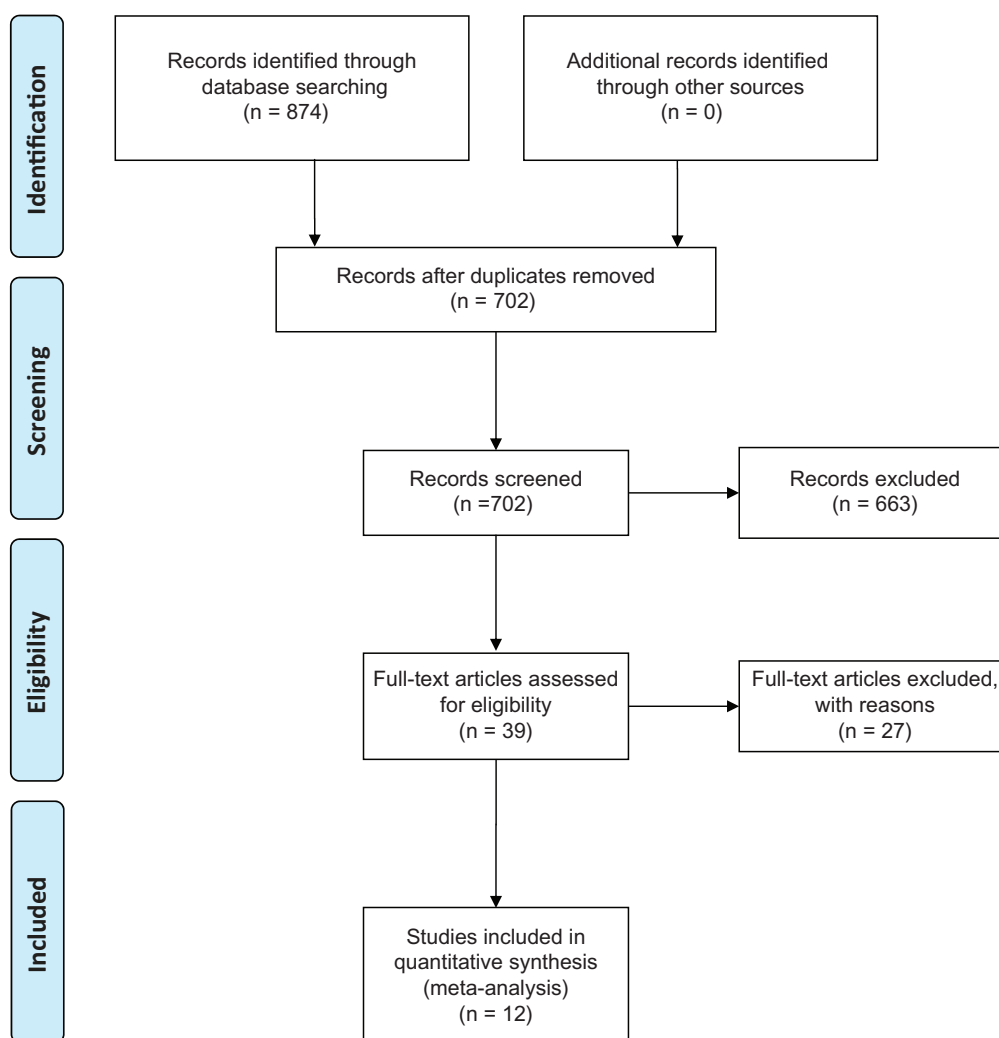 Identification
Records identified through
database searching
(n = 874)
Additional records identified
through other sources
(n = 0)
Records after duplicates removed
(n = 702)
Screening
Records screened
(n =702)
Records excluded
(n = 663)
Eligibility
Full-text articles assessed
for eligibility
(n = 39)
Full-text articles excluded,
with reasons
(n = 27)
Included
Studies included in
quantitative synthesis
(meta-analysis)
(n = 12)